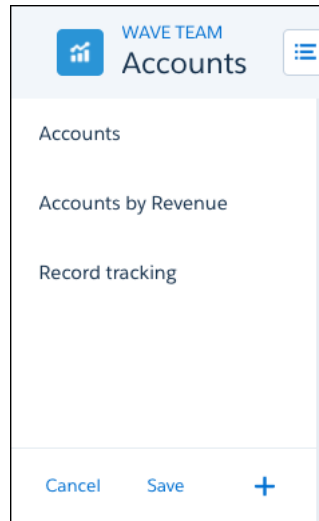 WAVE TEAM
Accounts
Accounts
Accounts by Revenue
Record tracking
Cancel Save +